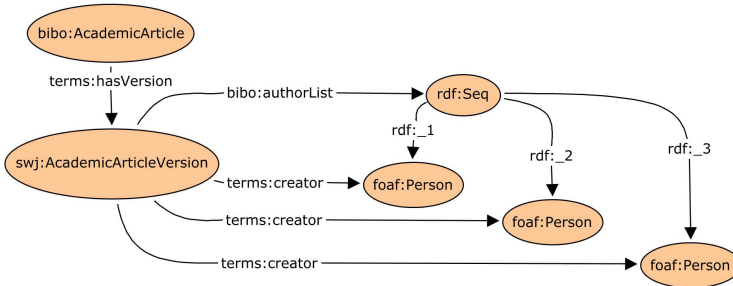 bibo:AcademicArticle
terms:hasVersion
bibo:authorList
rdf:Seq
rdf:_1
rdf:_2
rdf:_3
swj:AcademicArticleVersion
terms:creator
foaf:Person
terms:creator
foaf:Person
terms:creator
foaf:Person